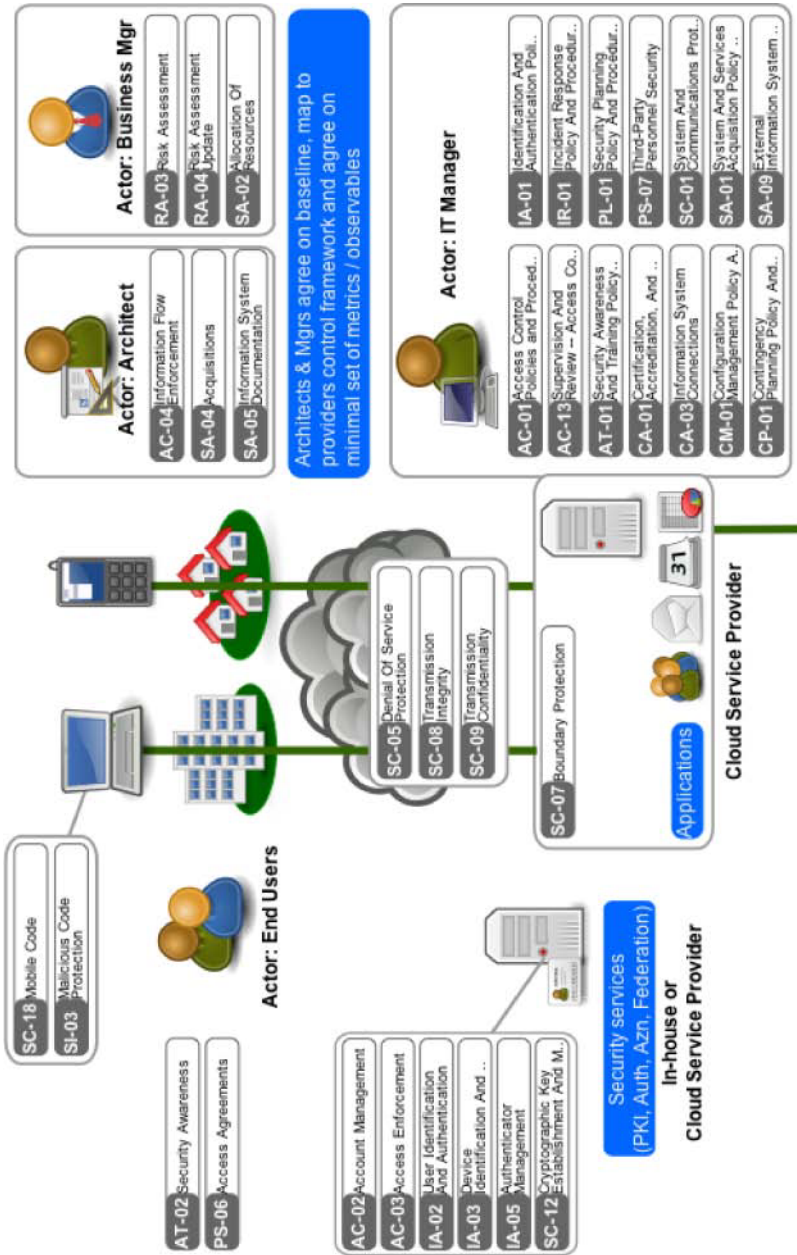 SC-18 Mobile Code
SI-03 Malicious Code
Protection
AT-02 Security Awareness
PS-06 Access Agreements
Actor: End Users
AC-02 Account Management
AC-03 Access Enforcement
IA-02 User Identification
And Authentication
IA-03 Device
Identification And ..
IA-05 Authenticator
Management
SC-12 Cryptographic Key
Establishment And M..
Security services
(PKI, Auth, Azn, Federation)
In-house or
Cloud Service Provider
SC-05 Denial Of Service
Protection
SC-08 Transmission
Integrity
SC-09 Transmission
Confidentiality
SC-07 Boundary Protection
Applications
31
Cloud Service Provider
Actor: Architect
AC-04 Information Flow
Enforcement
SA-04 Acquisitions
SA-05 Information System
Documentation
Actor: Business Mgr
RA-03 Risk Assessment
RA-04 Risk Assessment
Update
SA-02 Allocation Of
Resources
Architects & Mgrs agree on baseline, map to
providers control framework and agree on
minimal set of metrics / observables
Actor: IT Manager
AC-01 Access Control
Policies and Proced..
AC-13 Supervision And
Review -- Access Co..
AT-01 Security Awareness
And Training Policy..
CA-01 Certification,
Accreditation, And ..
CA-03 Information System
Connections
CM-01 Configuration
Management Policy A..
CP-01 Contingency
Planning Policy And..
IA-01 Identification And
Authentication Poli..
IR-01 Incident Response
Policy And Procedur..
PL-01 Security Planning
Policy And Procedur..
PS-07 Third-Party
Personnel Security
SC-01 System And
Communications Prot..
SA-01 System And Services
Acquisition Policy ..
SA-09 External
Information System ..